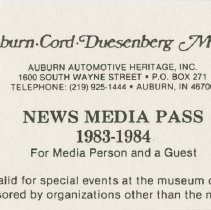 burn·Cord·Duesenberg M
AUBURN AUTOMOTIVE HERITAGE, INC.
1600 SOUTH WAYNE STREET • P.O. BOX 271
TELEPHONE: (219) 925-1444 • AUBURN, IN 4670
NEWS MEDIA PASS
1983-1984
For Media Person and a Guest
alid for special events at the museum o
sored by organizations other than the m